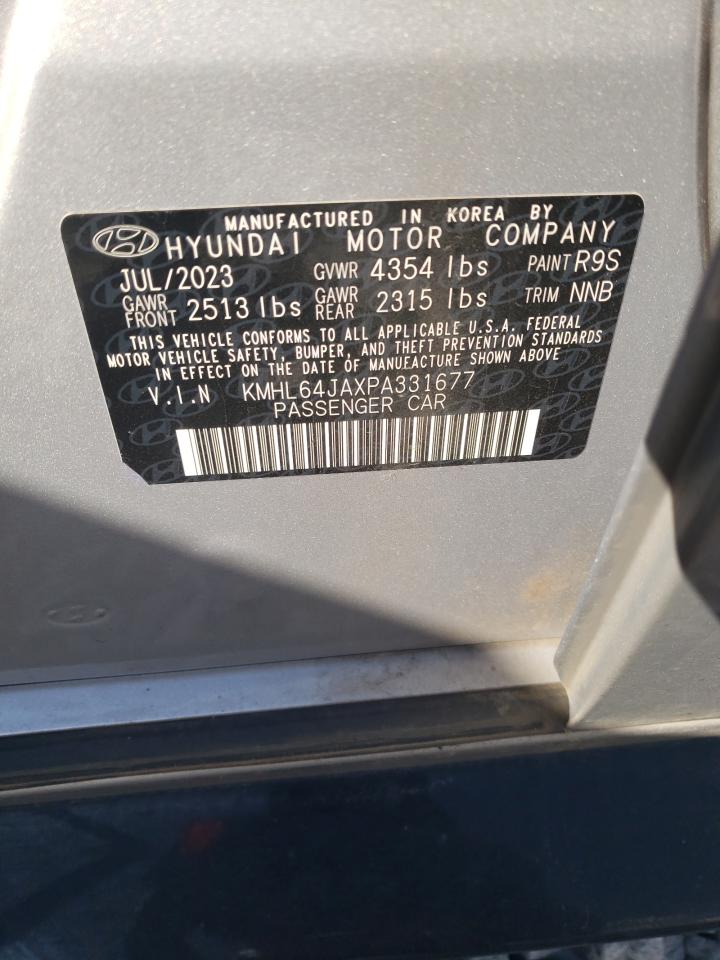 MANUFACTURED IN KOREA BY
HYUNDAI MOTOR COMPANY
JUL/2023 GVWR 4354 lbs PAINT R9S
GAWR FRONT 2513 lbs GAWR REAR 2315 lbs TRIM NNB
THIS VEHICLE CONFORMS TO ALL APPLICABLE U.S.A. FEDERAL
MOTOR VEHICLE SAFETY, BUMPER, AND THEFT PREVENTION STANDARDS
IN EFFECT ON THE DATE OF MANUFACTURE SHOWN ABOVE
V.I.N KMHL64JAXPA331677
PASSENGER CAR